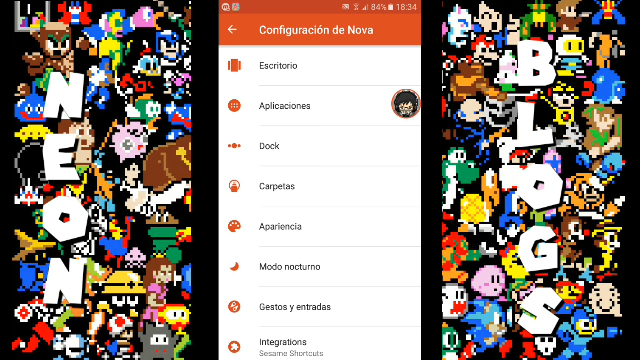 84% 18:34
Configuración de Nova
Escritorio
Aplicaciones
Dock
Carpetas
Apariencia
Modo nocturno
Gestos y entradas
Integrations
Sesame Shortcuts
NEON
BLOGS